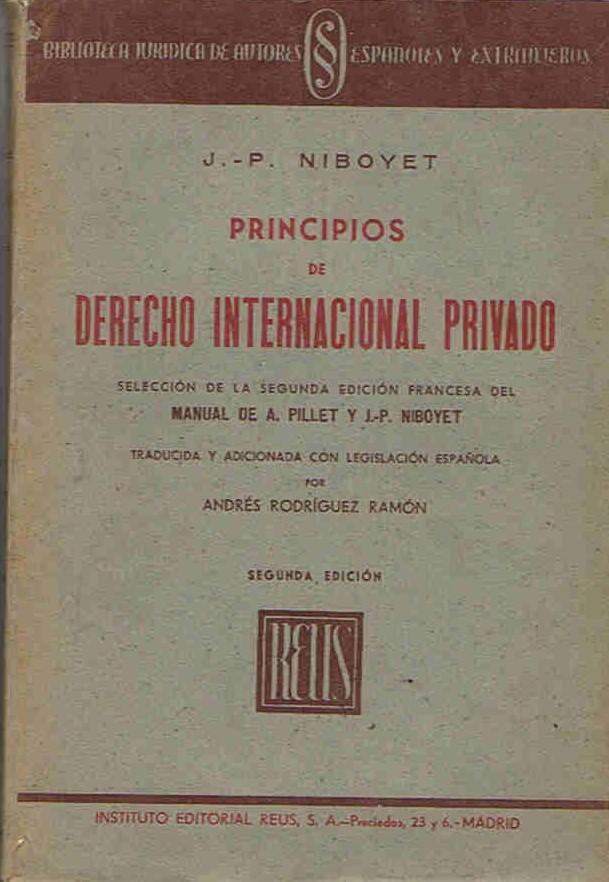 BIBLIOTECA JURIDICA DE AUTORES § ESPAÑOLES Y EXTRANJEROS
J.-P. NIBOYET
PRINCIPIOS
DE
DERECHO INTERNACIONAL PRIVADO
SELECCIÓN DE LA SEGUNDA EDICIÓN FRANCESA DEL
MANUAL DE A. PILLET Y J.-P. NIBOYET
TRADUCIDA Y ADICIONADA CON LEGISLACIÓN ESPAÑOLA
POR
ANDRÉS RODRÍGUEZ RAMÓN
SEGUNDA EDICIÓN
REUS
INSTITUTO EDITORIAL REUS, S. A.—Preciados, 23 y 6.-MADRID